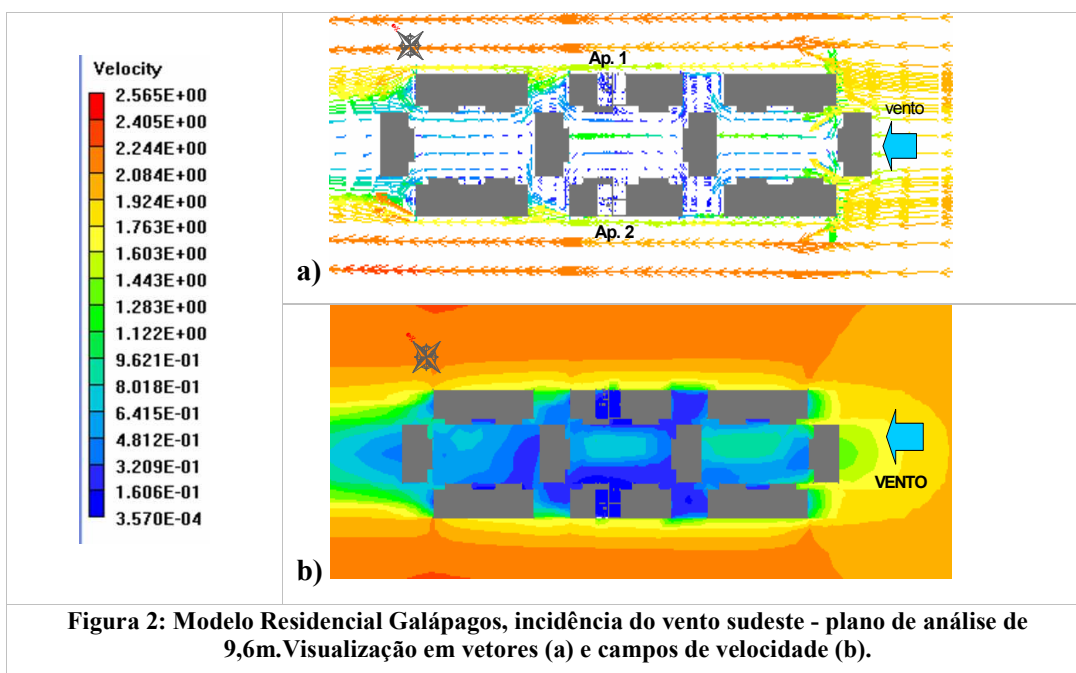 Velocity
2.565E+00
2.405E+00
2.244E+00
2.084E+00
1.924E+00
1.763E+00
1.603E+00
1.443E+00
1.283E+00
1.122E+00
9.621E-01
8.018E-01
6.415E-01
4.812E-01
3.209E-01
1.606E-01
3.570E-04
Ap. 1
vento
Ap. 2
a)
VENTO
b)
Figura 2: Modelo Residencial Galápagos, incidência do vento sudeste - plano de análise de
9,6m.Visualização em vetores (a) e campos de velocidade (b).